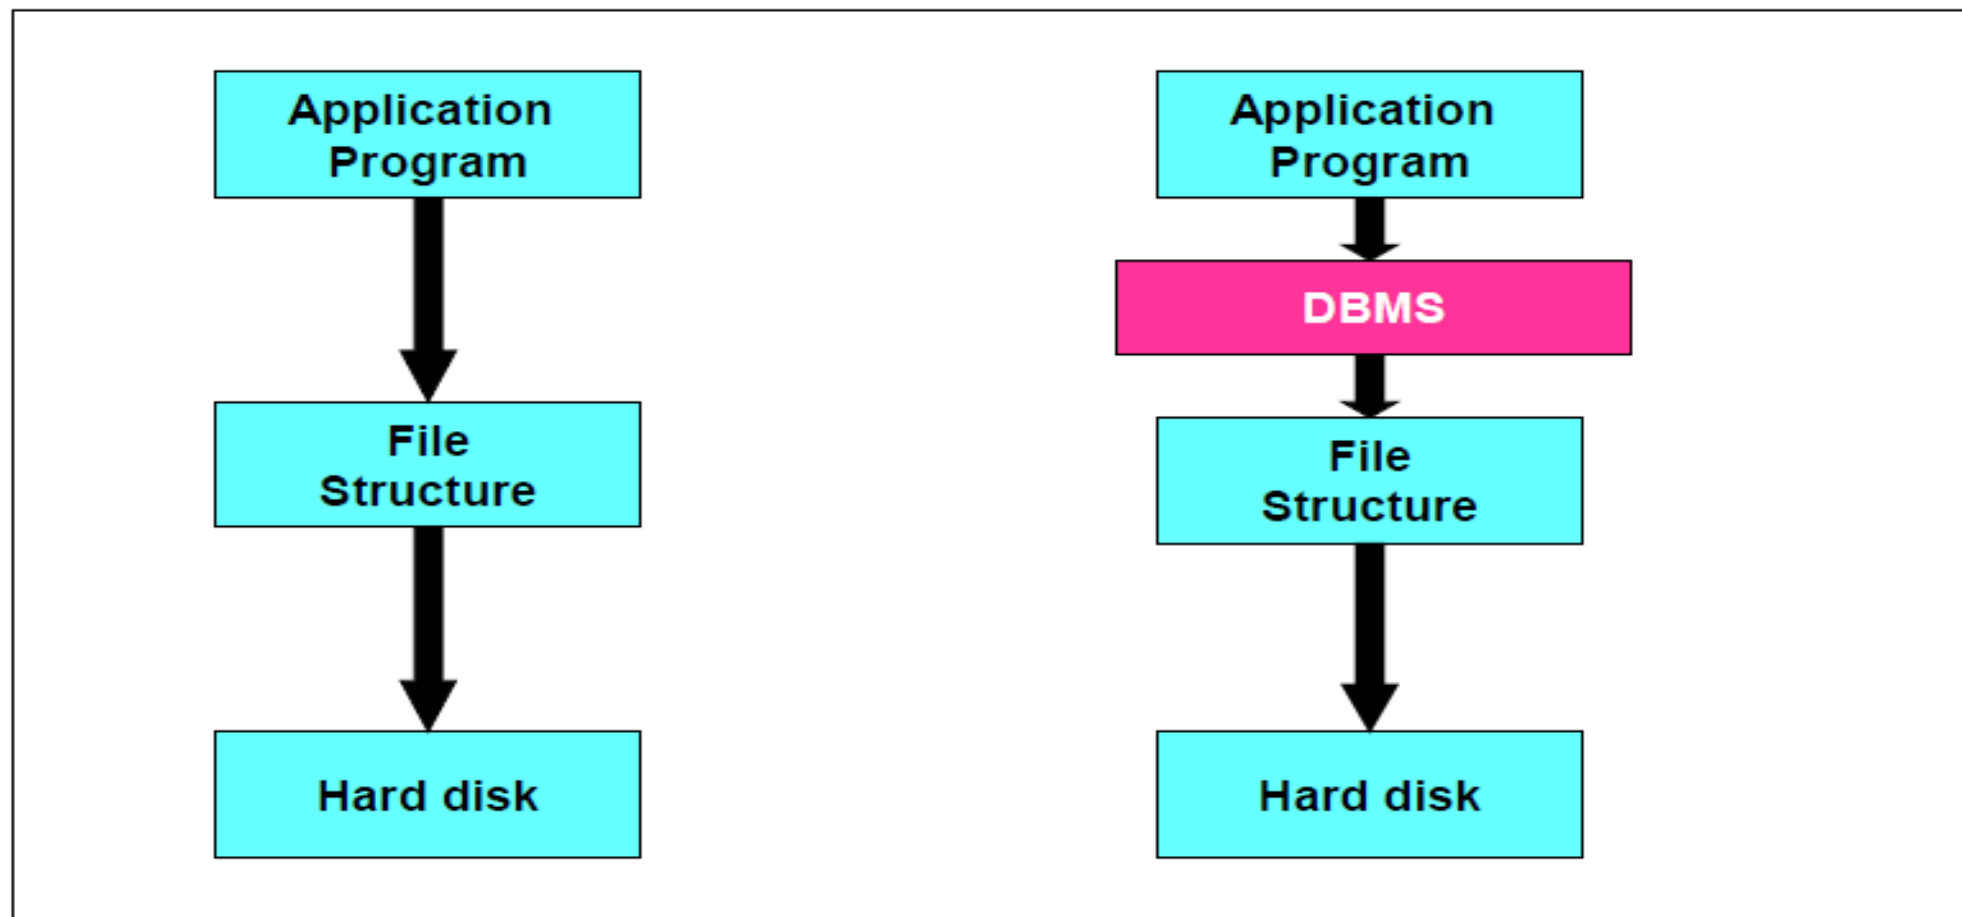 Application
Program
File
Structure
Hard disk
Application
Program
DBMS
File
Structure
Hard disk